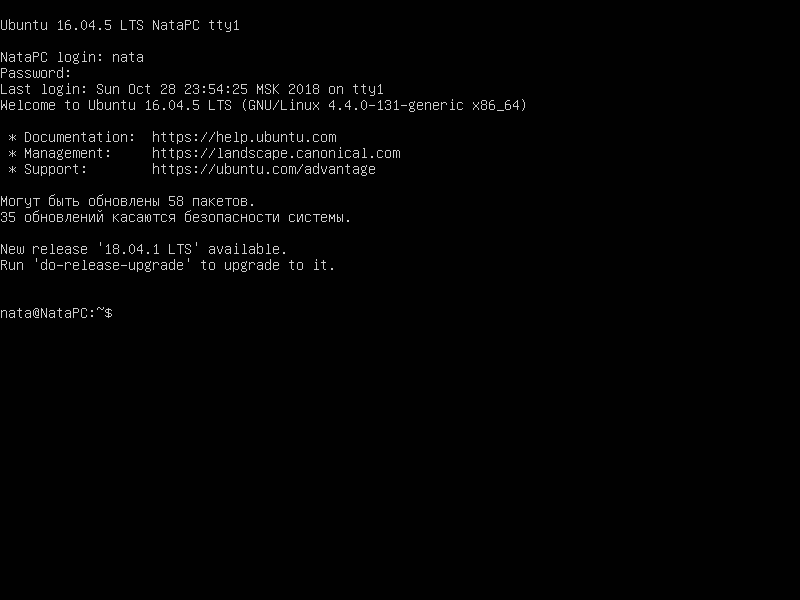 Ubuntu 16.04.5 LTS NataPC tty1
NataPC login: nata
Password:
Last login: Sun Oct 28 23:54:25 MSK 2018 on tty1
Welcome to Ubuntu 16.04.5 LTS (GNU/Linux 4.4.0-131-generic x86_64)
* Documentation:  https://help.ubuntu.com
* Management:     https://landscape.canonical.com
* Support:        https://ubuntu.com/advantage
Могут быть обновлены 58 пакетов.
35 обновлений касаются безопасности системы.
New release '18.04.1 LTS' available.
Run 'do-release-upgrade' to upgrade to it.
nata@NataPC:~$